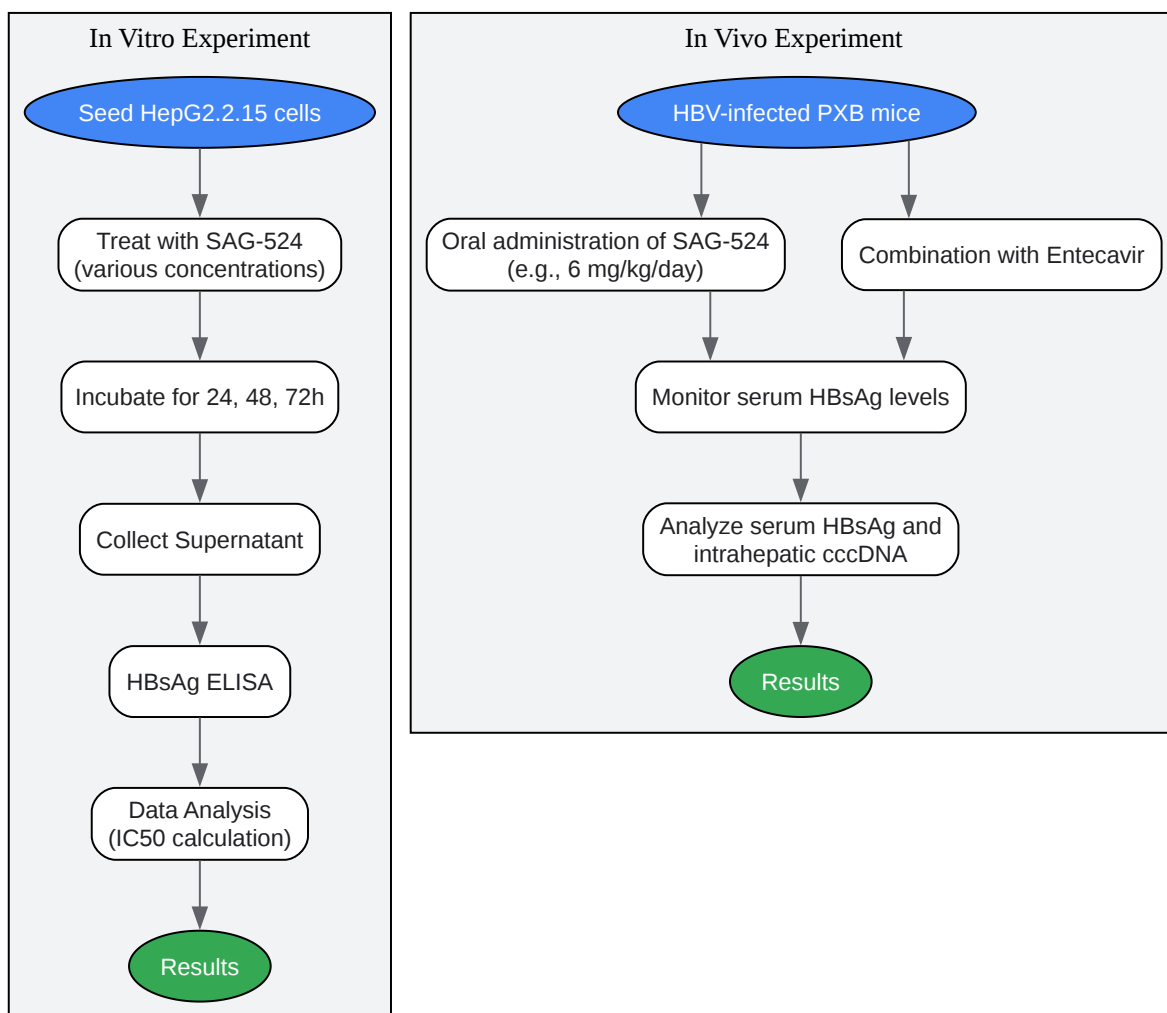 In Vitro Experiment
Seed HepG2.2.15 cells
Treat with SAG-524
(various concentrations)
Incubate for 24, 48, 72h
Collect Supernatant
HBsAg ELISA
Data Analysis
(IC50 calculation)
Results
In Vivo Experiment
HBV-infected PXB mice
Oral administration of SAG-524
(e.g., 6 mg/kg/day)
Combination with Entecavir
Monitor serum HBsAg levels
Analyze serum HBsAg and
intrahepatic cccDNA
Results